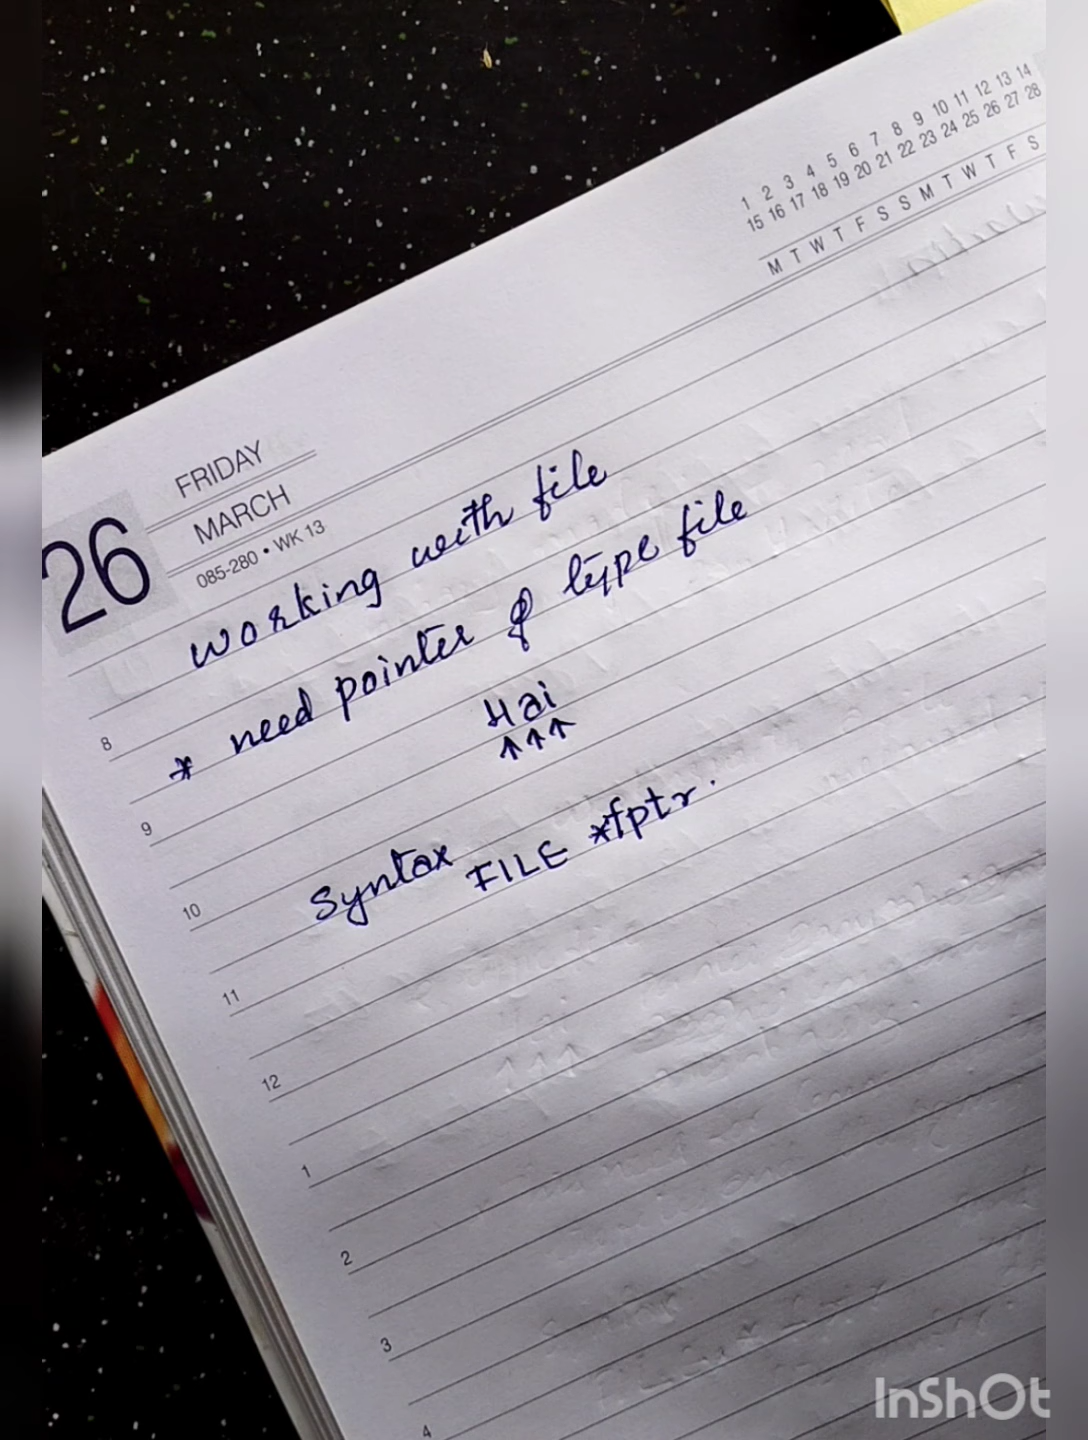 1 2 3 4 5 6 7 8 9 10 11 12 13 14
15 16 17 18 19 20 21 22 23 24 25 26 27 28
M T W T F S S M T W T F S
FRIDAY
MARCH
26
085-280 • WK 13
working with file
* need pointer of type file
Hai
↑↑↑
Syntax
FILE *fptr.
8
9
10
11
12
1
2
3
4
InShOt